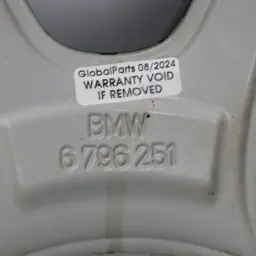 GlobalParts 08/2024
WARRANTY VOID
IF REMOVED
BMW
6 796 251